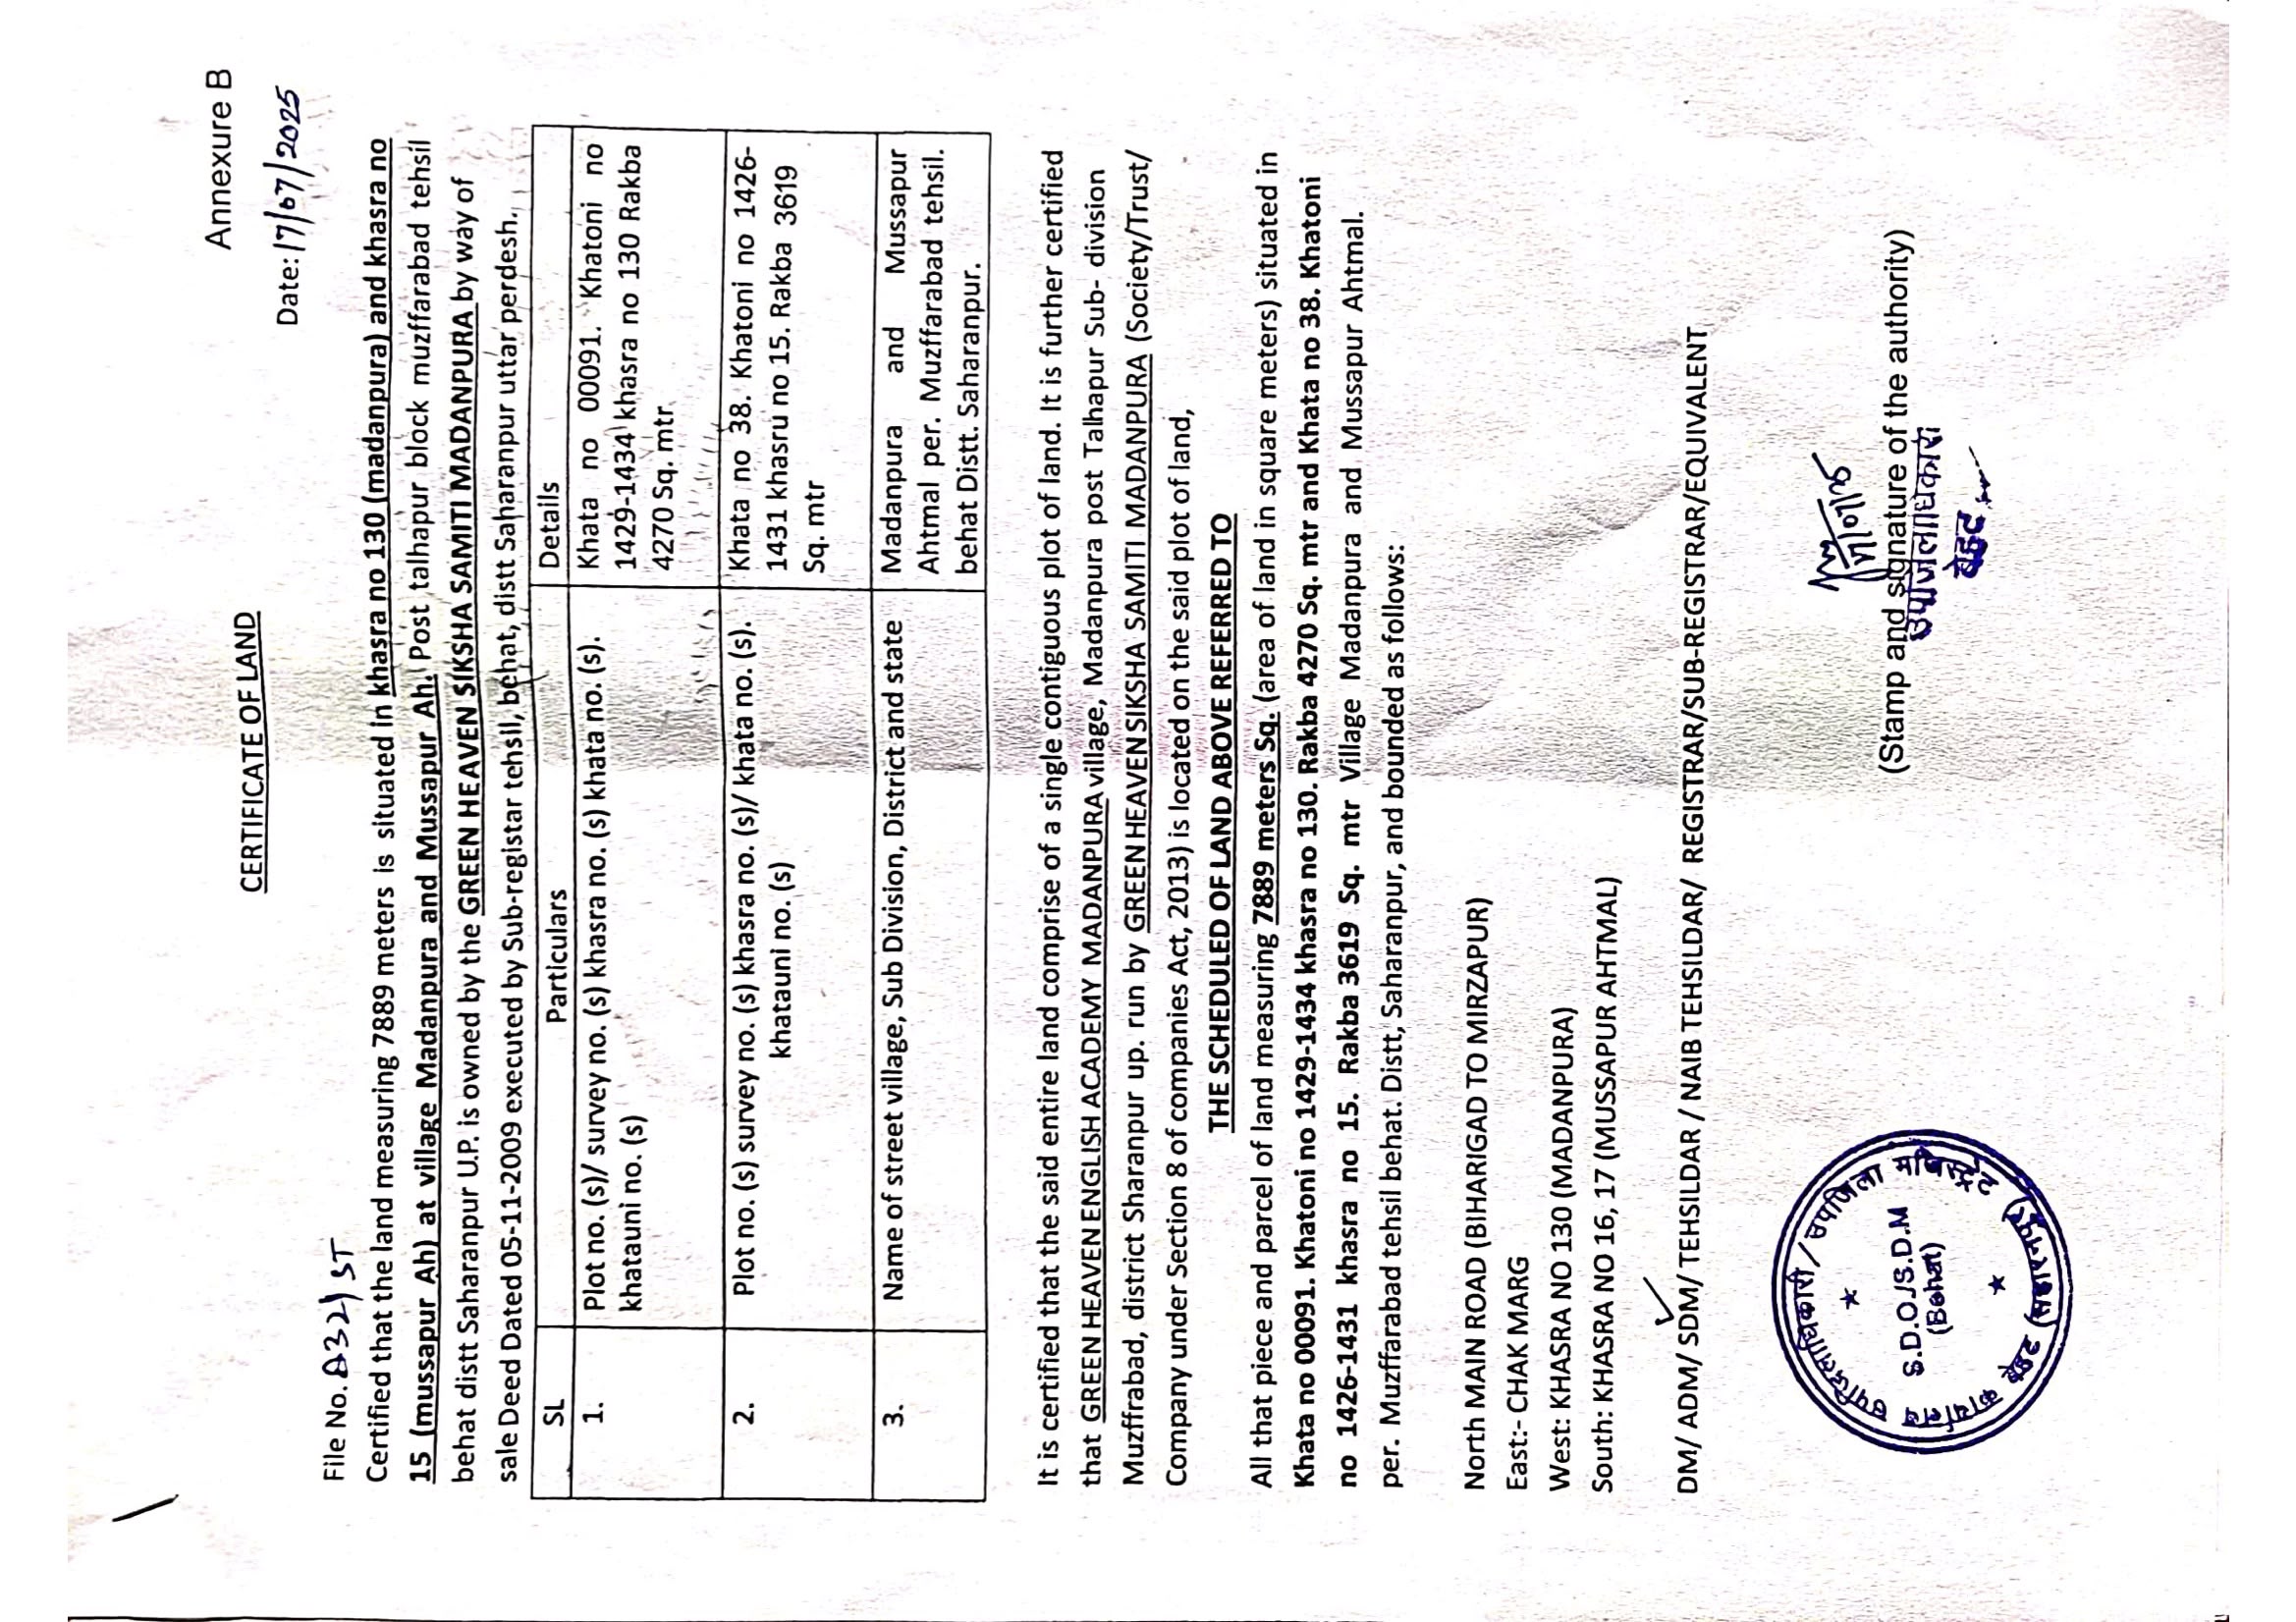 Annexure B
CERTIFICATE OF LAND
Date: 17/07/2025
File No. 832/ST
Certified that the land measuring 7889 meters is situated in khasra no 130 (madanpura) and khasra no
15 (mussapur Ah) at village Madanpura and Mussapur Ah. Post talhapur block muzffarabad tehsil
behat distt Saharanpur U.P. is owned by the GREEN HEAVEN SIKSHA SAMITI MADANPURA by way of
sale Deed Dated 05-11-2009 executed by Sub-registar tehsil, behat, distt Saharanpur uttar perdesh.
SL Particulars Details
1. Plot no. (s)/ survey no. (s) khasra no. (s) khata no. (s). Khata no 00091. Khatoni no
khatauni no. (s) 1429-1434 khasra no 130 Rakba
4270 Sq. mtr
2. Plot no. (s) survey no. (s) khasra no. (s)/ khata no. (s). Khata no 38. Khatoni no 1426-
khatauni no. (s) 1431 khasru no 15. Rakba 3619
Sq. mtr
3. Name of street village, Sub Division, District and state Madanpura and Mussapur
Ahtmal per. Muzffarabad tehsil.
behat Distt. Saharanpur.
It is certified that the said entire land comprise of a single contiguous plot of land. It is further certified
that GREEN HEAVEN ENGLISH ACADEMY MADANPURA village, Madanpura post Talhapur Sub- division
Muzffrabad, district Sharanpur up. run by GREEN HEAVEN SIKSHA SAMITI MADANPURA (Society/Trust/
Company under Section 8 of companies Act, 2013) is located on the said plot of land,
THE SCHEDULED OF LAND ABOVE REFERRED TO
All that piece and parcel of land measuring 7889 meters Sq. (area of land in square meters) situated in
Khata no 00091. Khatoni no 1429-1434 khasra no 130. Rakba 4270 Sq. mtr and Khata no 38. Khatoni
no 1426-1431 khasra no 15. Rakba 3619 Sq. mtr Village Madanpura and Mussapur Ahtmal.
per. Muzffarabad tehsil behat. Distt, Saharanpur, and bounded as follows:
North MAIN ROAD (BIHARIGAD TO MIRZAPUR)
East:- CHAK MARG
West: KHASRA NO 130 (MADANPURA)
South: KHASRA NO 16, 17 (MUSSAPUR AHTMAL)
DM/ ADM/ SDM/ TEHSILDAR / NAIB TEHSILDAR/ REGISTRAR/SUB-REGISTRAR/EQUIVALENT
कार्यालय उपजिलाधिकारी / उपजिला मजिस्ट्रेट
S.D.O./S.D.M
(Behat)
बेहट (सहारनपुर)
(Stamp and signature of the authority)
उपजिलाधिकारी
बेहट